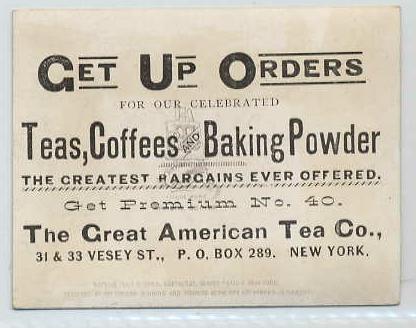 GET UP ORDERS
FOR OUR CELEBRATED
Teas, Coffees AND Baking Powder
THE GREATEST BARGAINS EVER OFFERED.
Get Premium No. 40.
The Great American Tea Co.,
31 & 33 VESEY ST., P. O. BOX 289. NEW YORK.